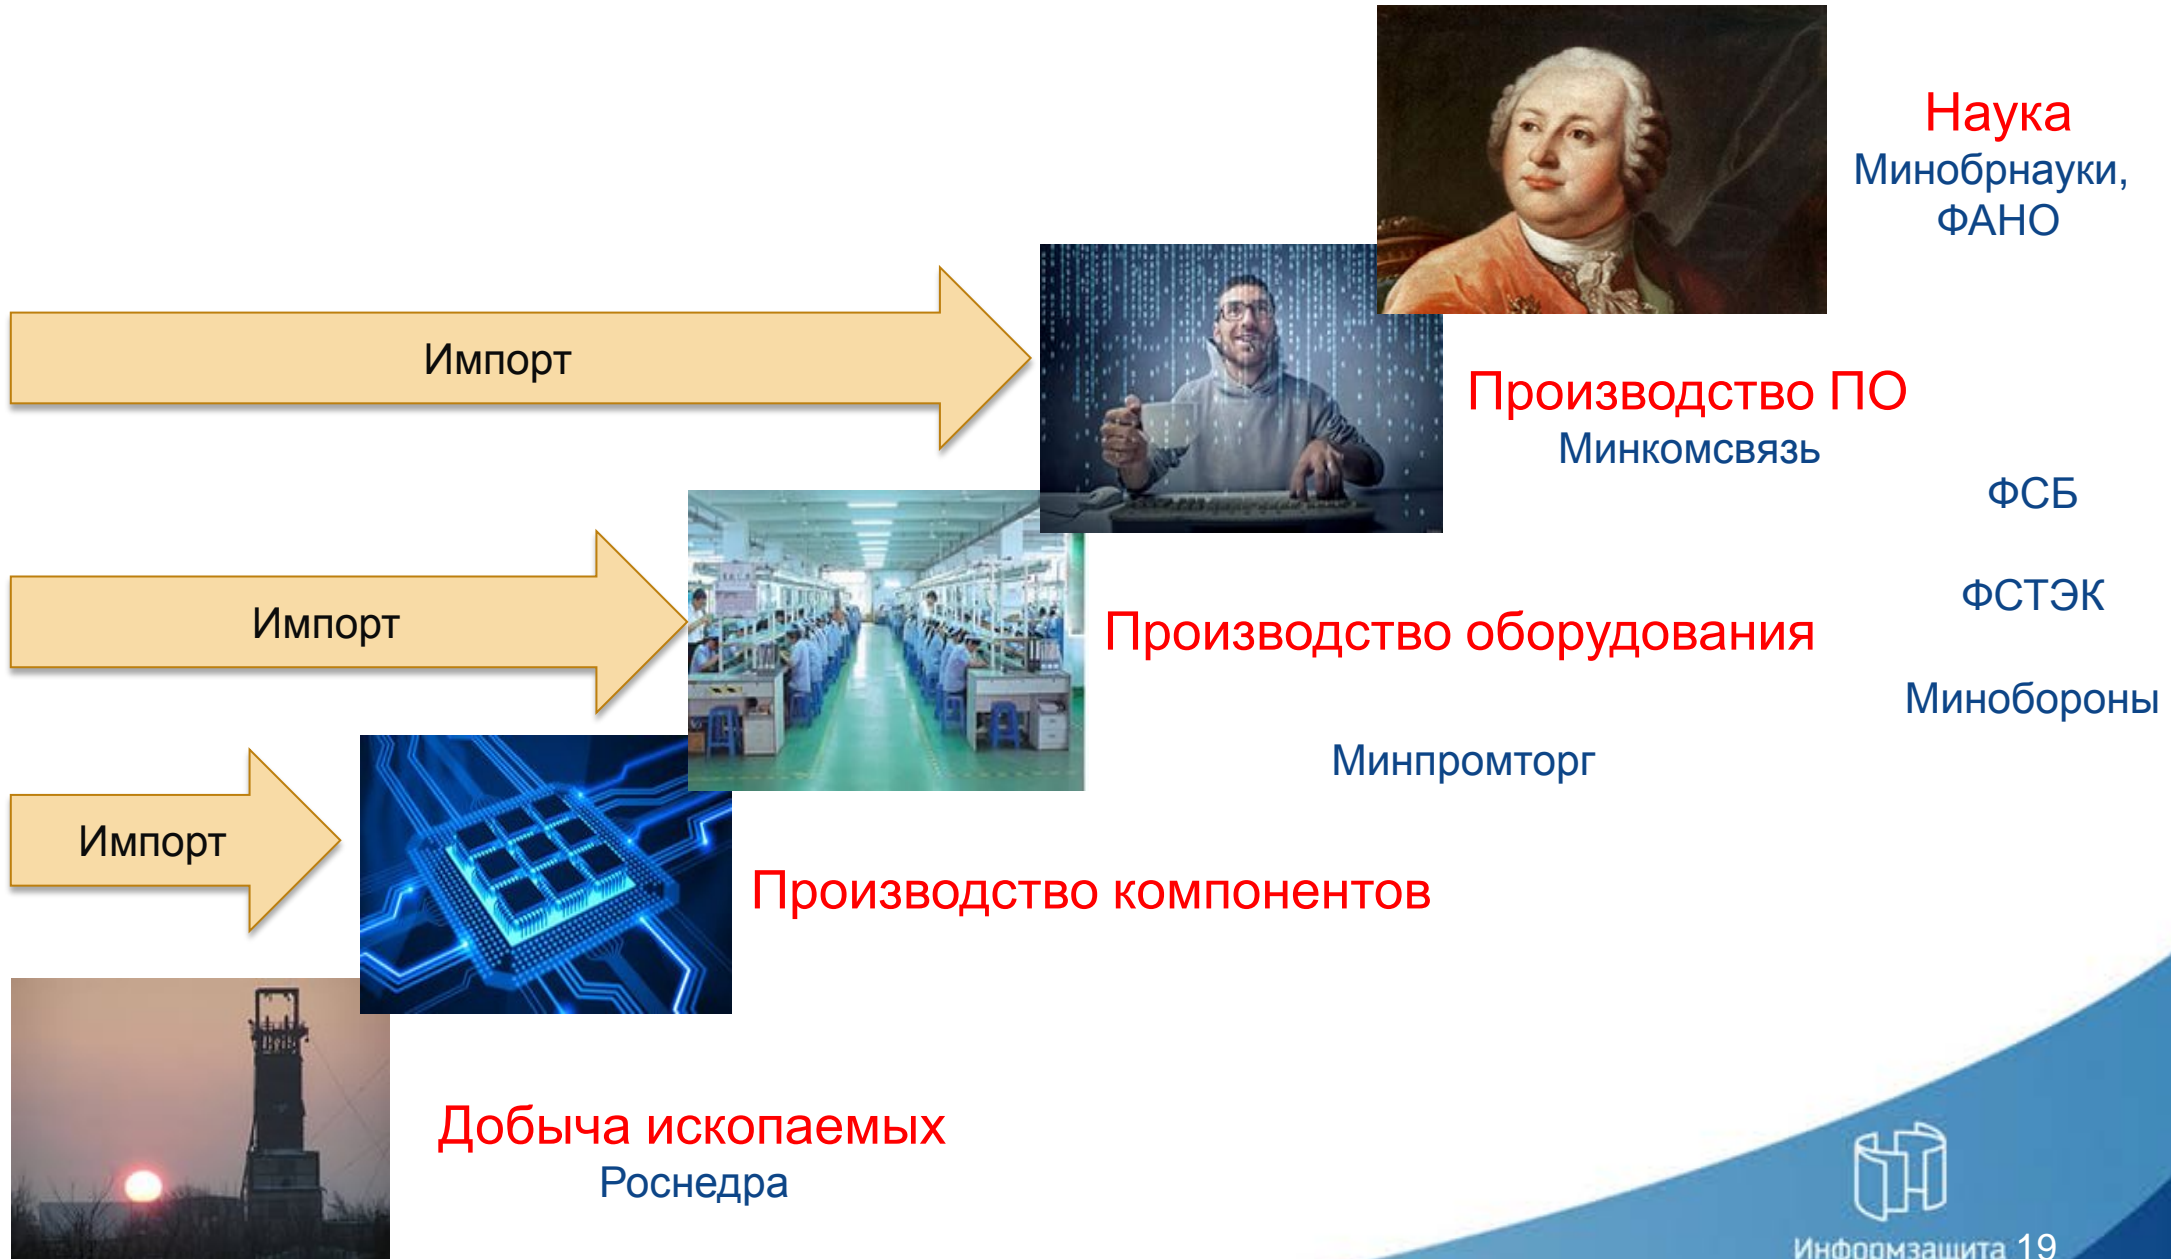 Наука
Минобрнауки,
ФАНО
Импорт
Производство ПО
Минкомсвязь
ФСБ
Импорт
ФСТЭК
Производство оборудования
Минобороны
Минпромторг
Импорт
Производство компонентов
Добыча ископаемых
Роснедра
Информзащита 19